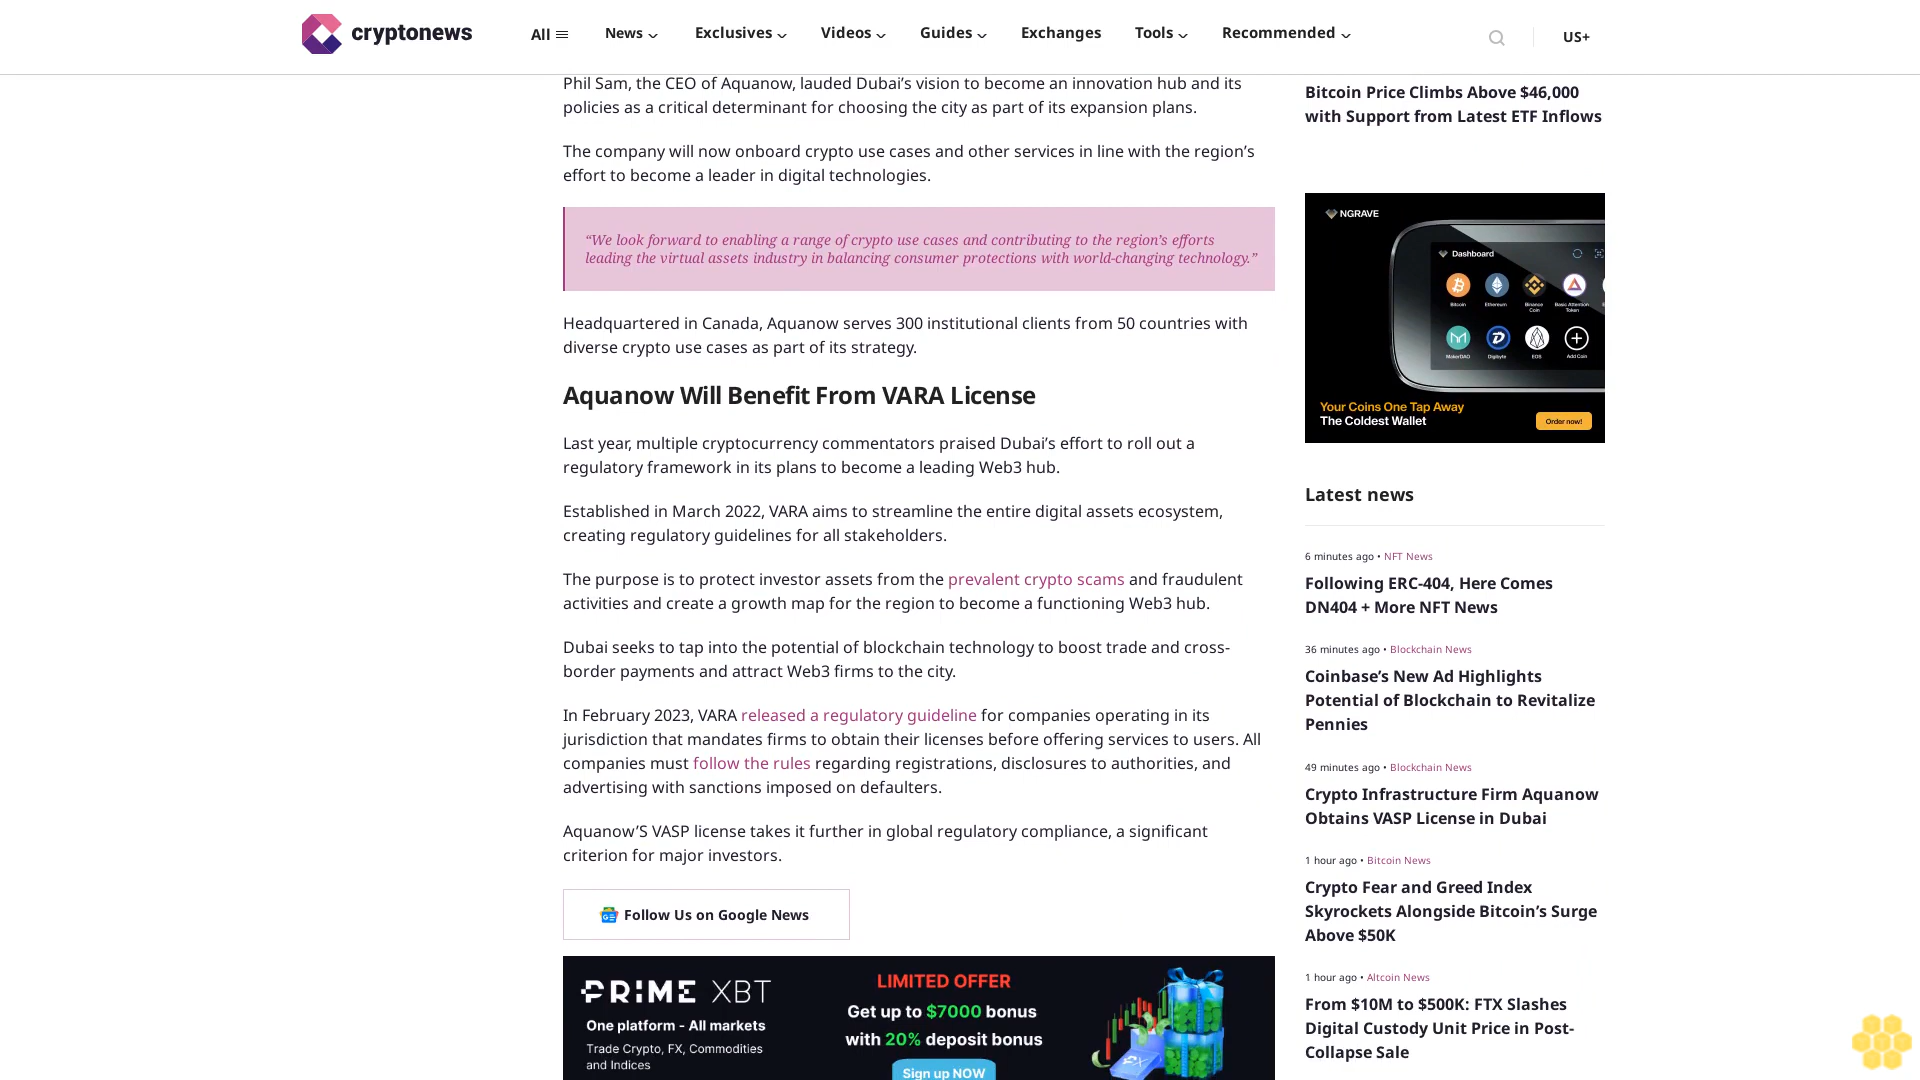 cryptonews
All
News
Exclusives
Videos
Guides
Exchanges
Tools
Recommended
US+
Phil Sam, the CEO of Aquanow, lauded Dubai’s vision to become an innovation hub and its
policies as a critical determinant for choosing the city as part of its expansion plans.
The company will now onboard crypto use cases and other services in line with the region’s
effort to become a leader in digital technologies.
“We look forward to enabling a range of crypto use cases and contributing to the region’s efforts
leading the virtual assets industry in balancing consumer protections with world-changing technology.”
Headquartered in Canada, Aquanow serves 300 institutional clients from 50 countries with
diverse crypto use cases as part of its strategy.
Aquanow Will Benefit From VARA License
Last year, multiple cryptocurrency commentators praised Dubai’s effort to roll out a
regulatory framework in its plans to become a leading Web3 hub.
Established in March 2022, VARA aims to streamline the entire digital assets ecosystem,
creating regulatory guidelines for all stakeholders.
The purpose is to protect investor assets from the prevalent crypto scams and fraudulent
activities and create a growth map for the region to become a functioning Web3 hub.
Dubai seeks to tap into the potential of blockchain technology to boost trade and cross-
border payments and attract Web3 firms to the city.
In February 2023, VARA released a regulatory guideline for companies operating in its
jurisdiction that mandates firms to obtain their licenses before offering services to users. All
companies must follow the rules regarding registrations, disclosures to authorities, and
advertising with sanctions imposed on defaulters.
Aquanow’S VASP license takes it further in global regulatory compliance, a significant
criterion for major investors.
Follow Us on Google News
PRIME XBT
One platform - All markets
Trade Crypto, FX, Commodities
and Indices
LIMITED OFFER
Get up to $7000 bonus
with 20% deposit bonus
Sign up NOW
Bitcoin Price Climbs Above $46,000
with Support from Latest ETF Inflows
NGRAVE
Dashboard
Bitcoin
Ethereum
Binance
Coin
Basic Attention
Token
MakerDAO
Digibyte
EOS
Add Coin
Your Coins One Tap Away
The Coldest Wallet
Order now!
Latest news
6 minutes ago • NFT News
Following ERC-404, Here Comes
DN404 + More NFT News
36 minutes ago • Blockchain News
Coinbase’s New Ad Highlights
Potential of Blockchain to Revitalize
Pennies
49 minutes ago • Blockchain News
Crypto Infrastructure Firm Aquanow
Obtains VASP License in Dubai
1 hour ago • Bitcoin News
Crypto Fear and Greed Index
Skyrockets Alongside Bitcoin’s Surge
Above $50K
1 hour ago • Altcoin News
From $10M to $500K: FTX Slashes
Digital Custody Unit Price in Post-
Collapse Sale